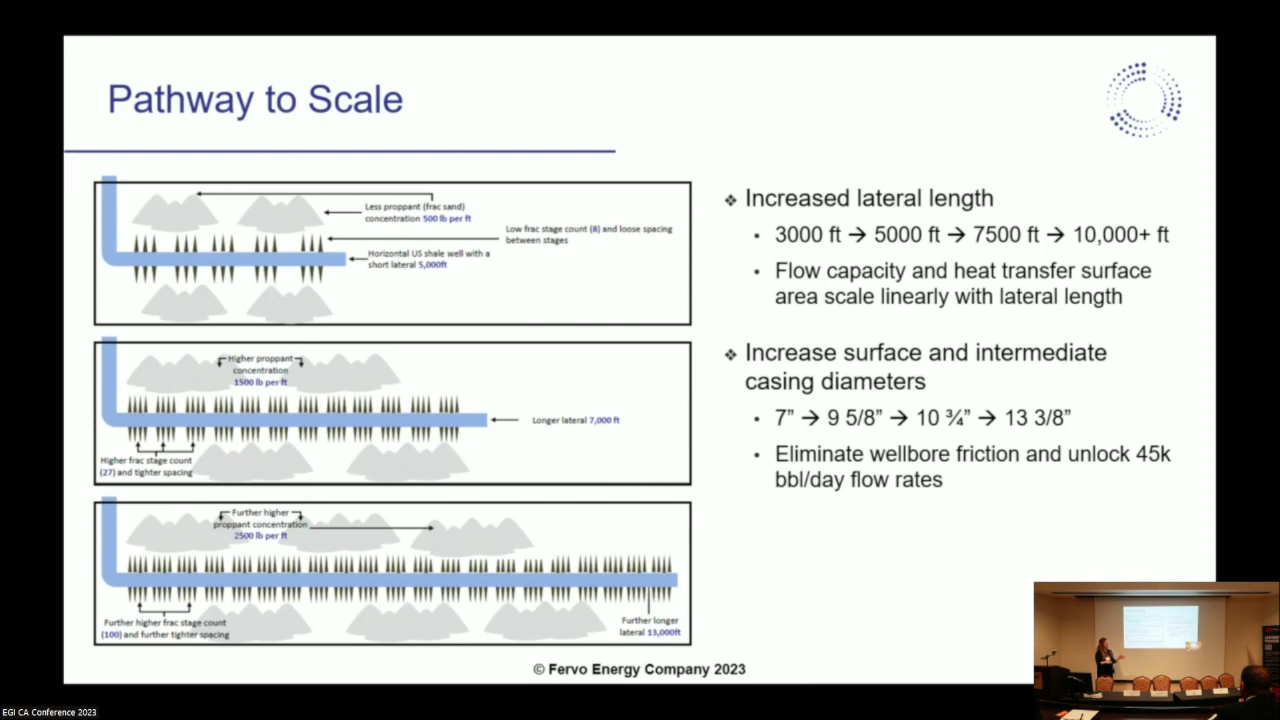 Pathway to Scale
Less proppant (frac sand)
concentration 500 lb per ft
Low frac stage count (8) and loose spacing
between stages
Horizontal US shale well with a
short lateral 5,000ft
Higher proppant
concentration
1500 lb per ft
Longer lateral 7,000 ft
Higher frac stage count
(27) and tighter spacing
Further higher
proppant concentration
2500 lb per ft
Further higher frac stage count
(100) and further tighter spacing
Further longer
lateral 13,000ft
❖ Increased lateral length
• 3000 ft → 5000 ft → 7500 ft → 10,000+ ft
• Flow capacity and heat transfer surface
area scale linearly with lateral length
❖ Increase surface and intermediate
casing diameters
• 7” → 9 5/8” → 10 ¾” → 13 3/8”
• Eliminate wellbore friction and unlock 45k
bbl/day flow rates
© Fervo Energy Company 2023
EGI CA Conference 2023